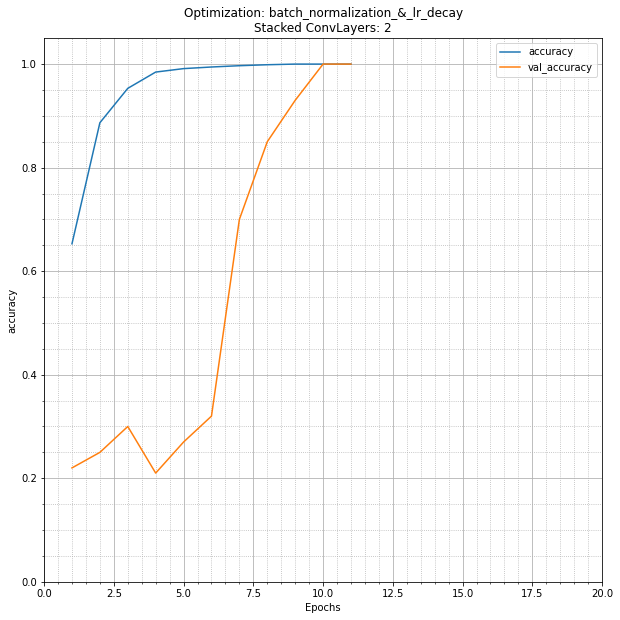 Optimization: batch_normalization_&_lr_decay
Stacked ConvLayers: 2
accuracy
val_accuracy
1.0
0.8
0.6
0.4
0.2
0.0
accuracy
0.0 2.5 5.0 7.5 10.0 12.5 15.0 17.5 20.0
Epochs